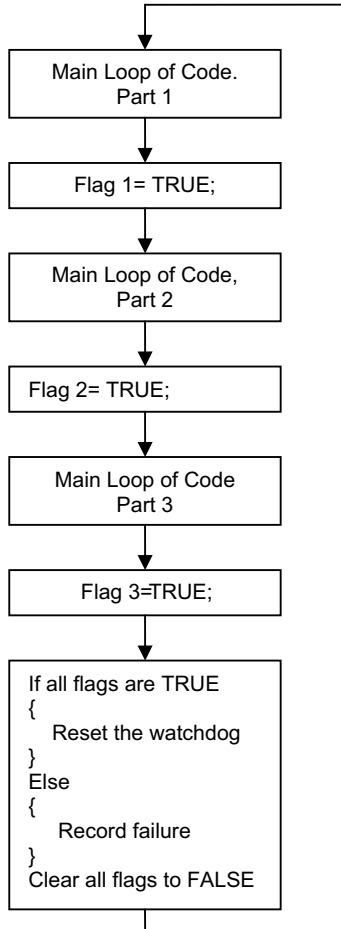 Main Loop of Code.
Part 1
Flag 1= TRUE;
Main Loop of Code,
Part 2
Flag 2= TRUE;
Main Loop of Code
Part 3
Flag 3=TRUE;
If all flags are TRUE
{
Reset the watchdog
}
Else
{
Record failure
}
Clear all flags to FALSE